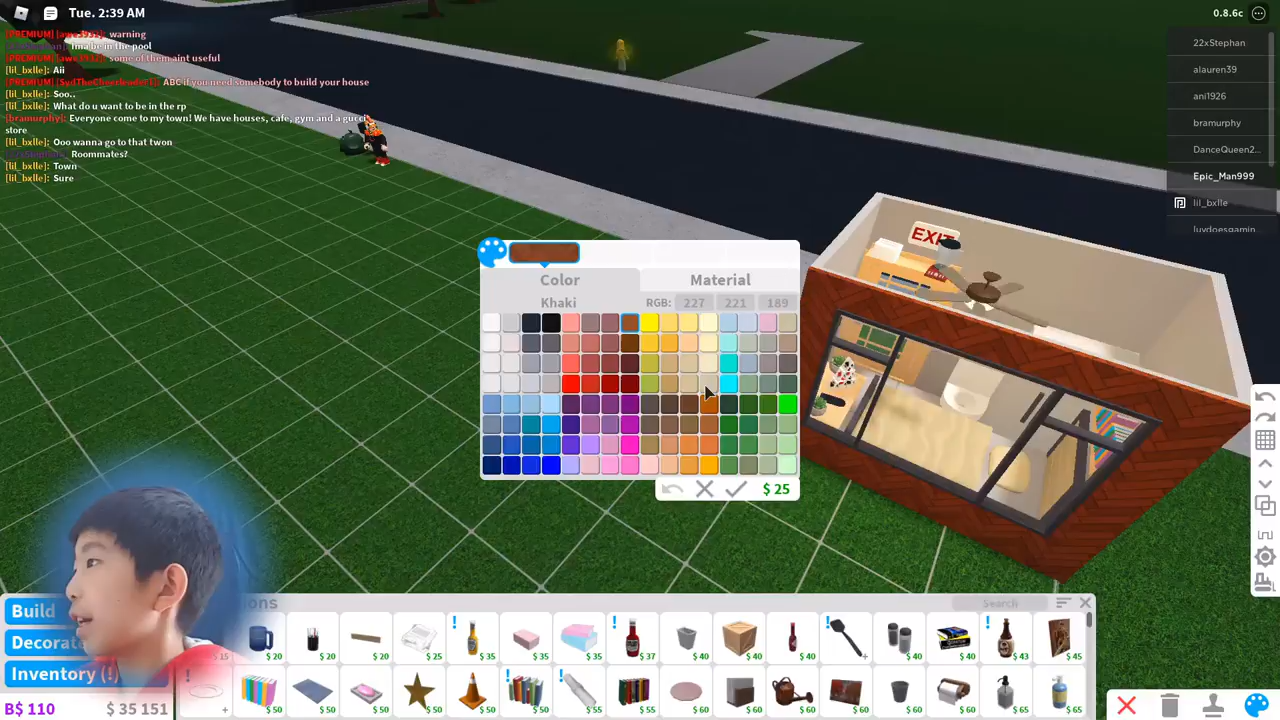 Tue. 2:39 AM
0.8.6c
warning
Ima be in the pool
some of them aint useful
[lil_bxlle]: Aii
ABC if you need somebody to build your house
[lil_bxlle]: Soo..
[lil_bxlle]: What do u want to be in the rp
[bramurphy]: Everyone come to my town! We have houses, cafe, gym and a gucci
store
[lil_bxlle]: Ooo wanna go to that twon
Roommates?
[lil_bxlle]: Town
[lil_bxlle]: Sure
22xStephan
alauren39
ani1926
bramurphy
DanceQueen2...
Epic_Man999
lil_bxlle
luvdoesgamin...
EXIT
Color
Material
Khaki
RGB: 227 221 189
$ 25
Build
Decorate
Inventory (!)
B$ 110
$ 35 151
Search
$20 $20 $20 $25 $35 $35 $35 $37 $40 $40 $40 $40 $40 $43 $45
$50 $50 $50 $50 $50 $50 $55 $55 $60 $60 $60 $60 $60 $60 $65 $65